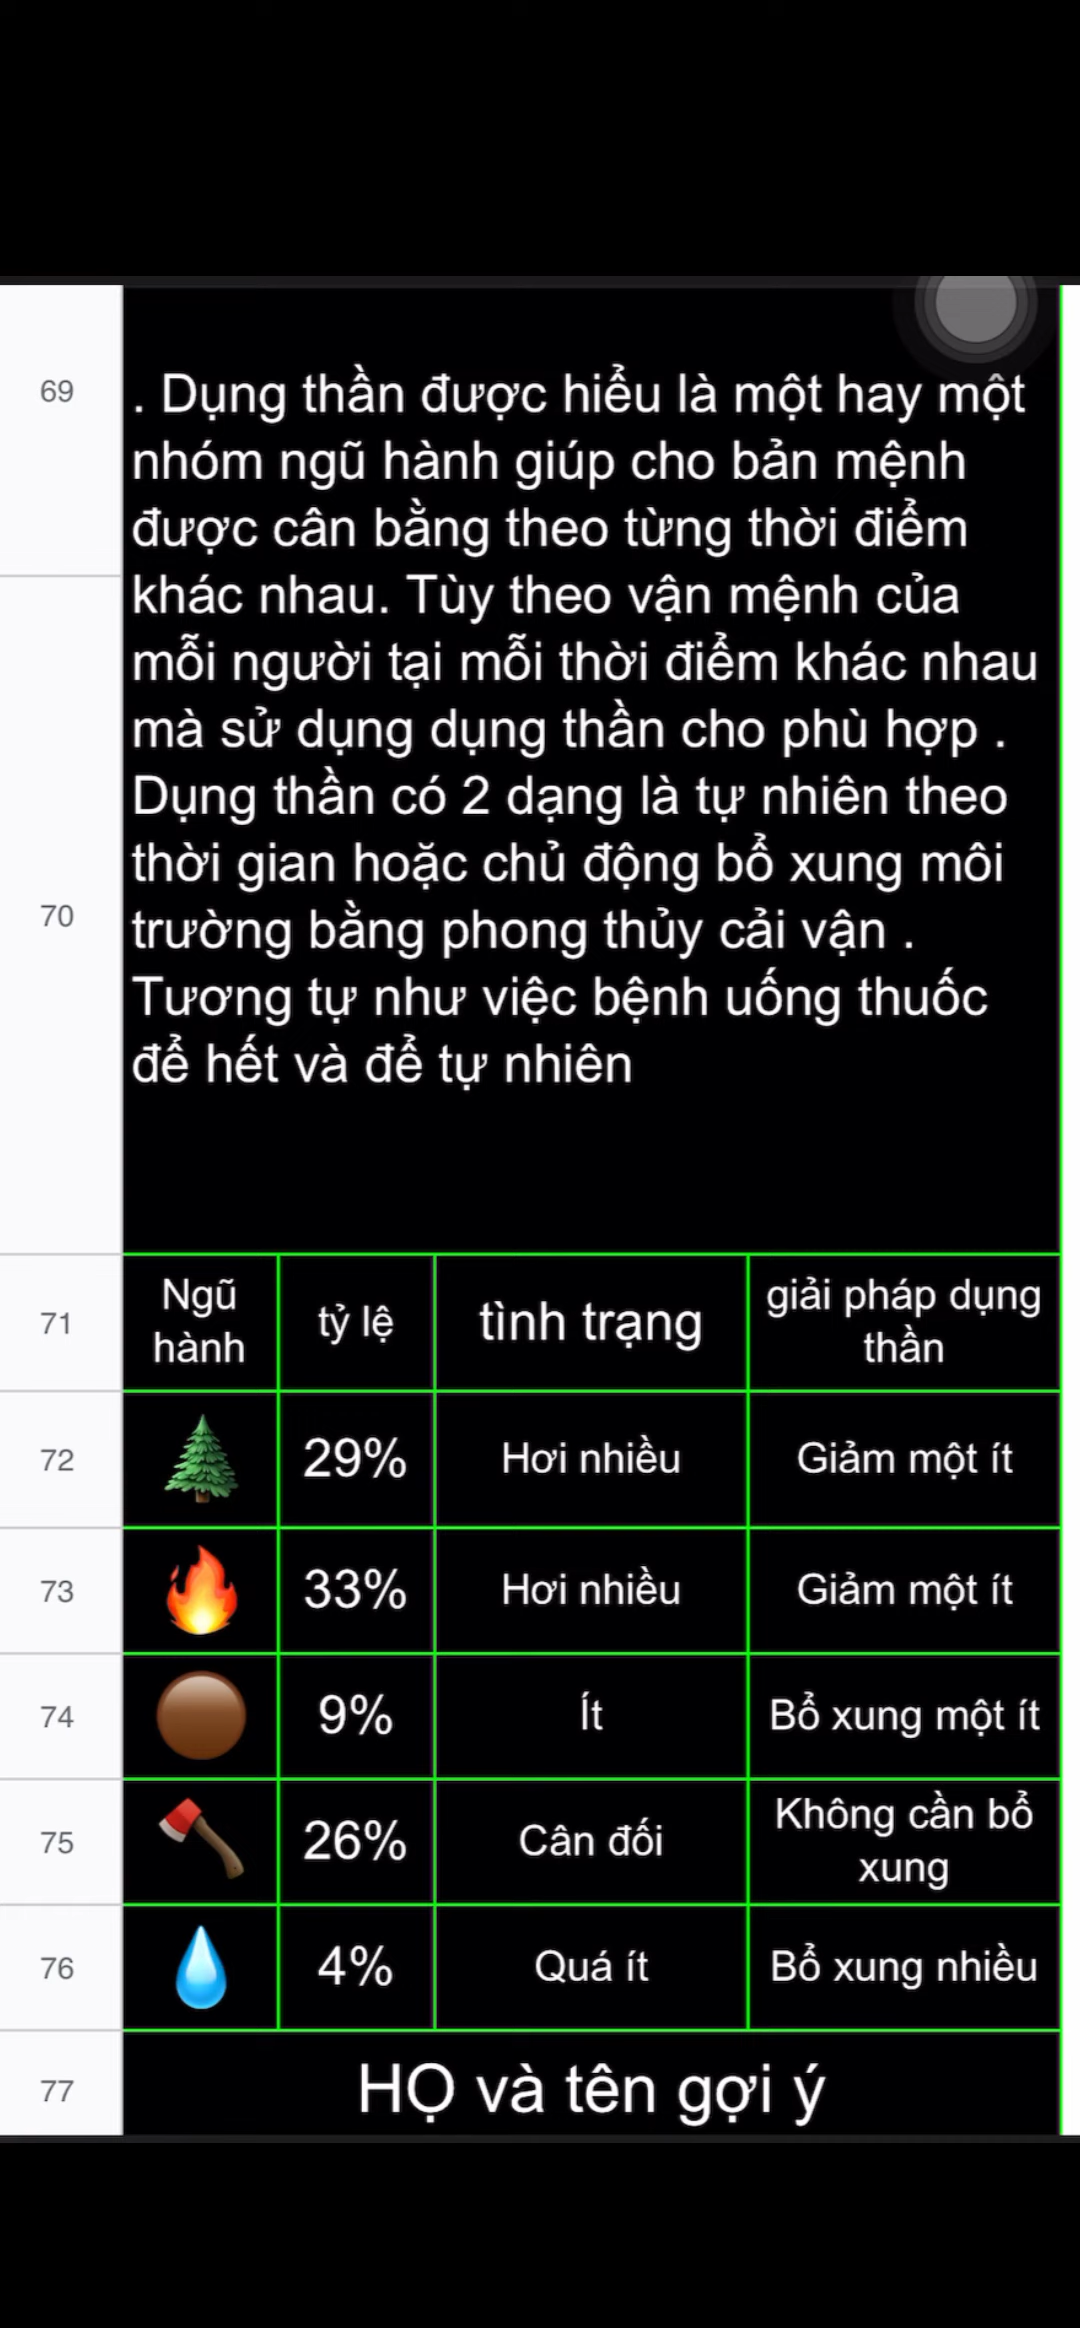 69
. Dụng thần được hiểu là một hay một
nhóm ngũ hành giúp cho bản mệnh
được cân bằng theo từng thời điểm
khác nhau. Tùy theo vận mệnh của
mỗi người tại mỗi thời điểm khác nhau
mà sử dụng dụng thần cho phù hợp .
Dụng thần có 2 dạng là tự nhiên theo
thời gian hoặc chủ động bổ xung môi
70
trường bằng phong thủy cải vận .
Tương tự như việc bệnh uống thuốc
để hết và để tự nhiên
71
Ngũ
hành
tỷ lệ
tình trạng
giải pháp dụng
thần
72
29%
Hơi nhiều
Giảm một ít
73
33%
Hơi nhiều
Giảm một ít
74
9%
Ít
Bổ xung một ít
75
26%
Cân đối
Không cần bổ
xung
76
4%
Quá ít
Bổ xung nhiều
77
HỌ và tên gợi ý